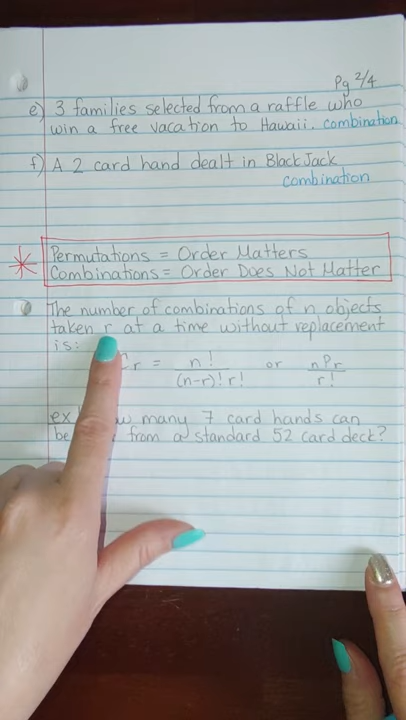 Pg 2/4
e) 3 families selected from a raffle who
win a free vacation to Hawaii. combination
f) A 2 card hand dealt in BlackJack
combination
* Permutations = Order Matters
Combinations = Order Does Not Matter
The number of combinations of n objects
taken r at a time without replacement
is:
r = n! / (n-r)! r! or nPr / r!
ex) many 7 card hands can
be from a standard 52 card deck?